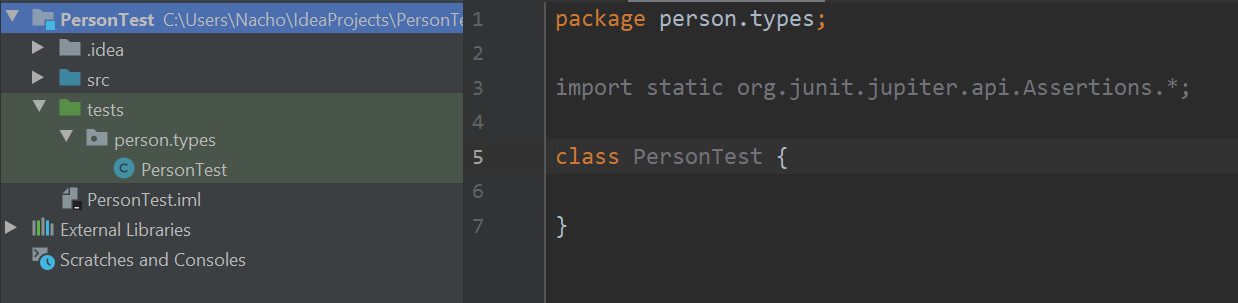 PersonTest C:\Users\Nacho\IdeaProjects\PersonTe
.idea
src
tests
person.types
C PersonTest
PersonTest.iml
External Libraries
Scratches and Consoles
1 package person.types;
2
3 import static org.junit.jupiter.api.Assertions.*;
4
5 class PersonTest {
6
7 }